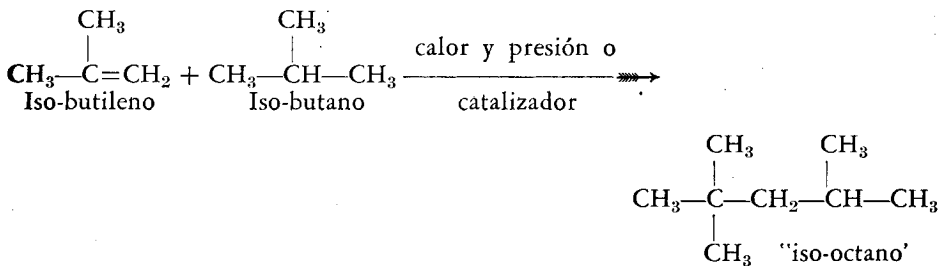 CH₃ CH₃
CH₃—C=CH₂ + CH₃—CH—CH₃ calor y presión o
Iso-butileno Iso-butano catalizador
CH₃ CH₃
CH₃—C—CH₂—CH—CH₃
CH₃ "iso-octano'